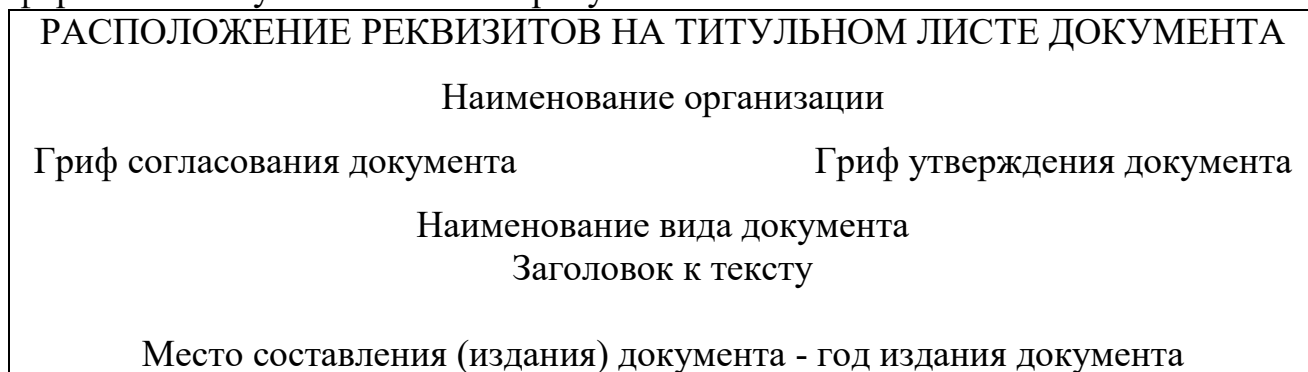 РАСПОЛОЖЕНИЕ РЕКВИЗИТОВ НА ТИТУЛЬНОМ ЛИСТЕ ДОКУМЕНТА
Наименование организации
Гриф согласования документа Гриф утверждения документа
Наименование вида документа
Заголовок к тексту
Место составления (издания) документа - год издания документа